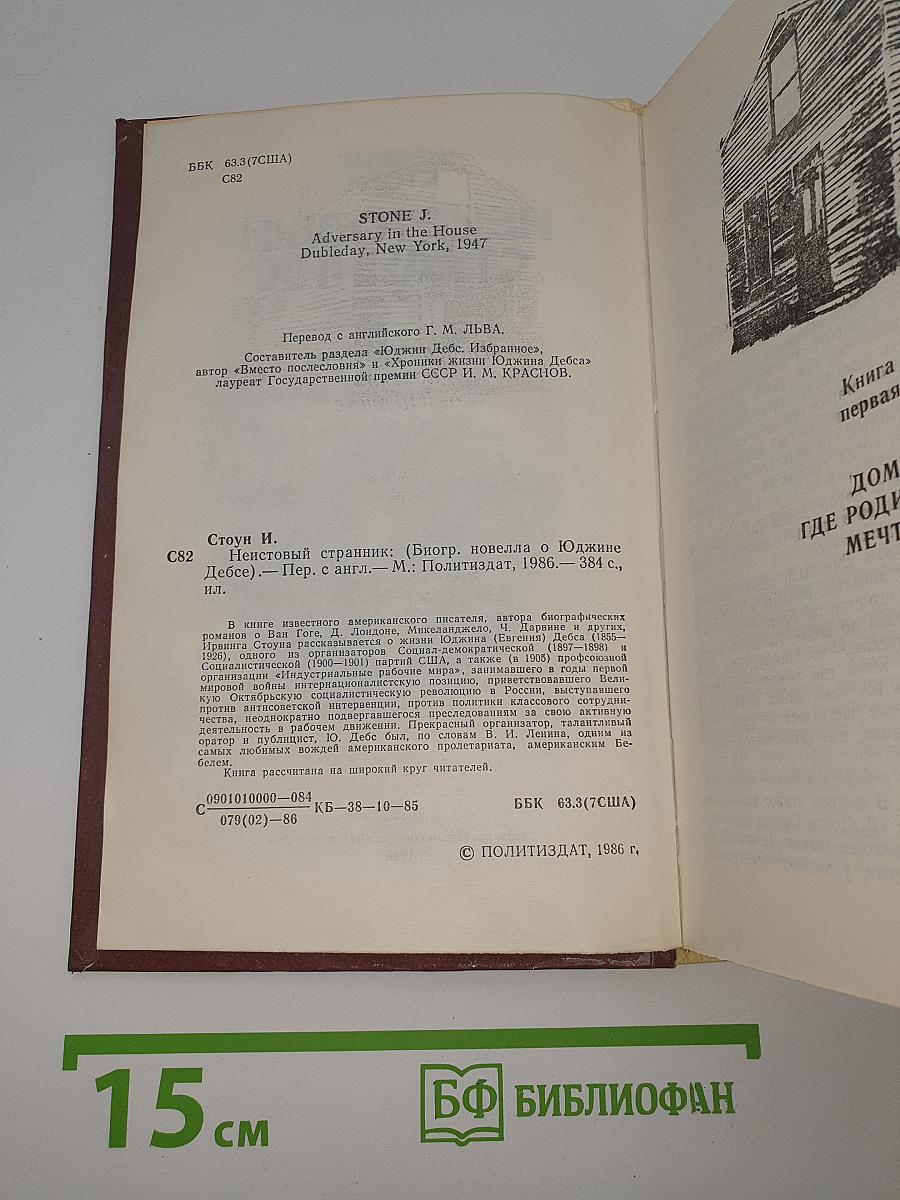 ББК 63.3(7США)
С82
STONE J.
Adversary in the House
Dubleday, New York, 1947
Перевод с английского Г. М. ЛЬВА.
Составитель раздела «Юджин Дебс. Избранное»,
автор «Вместо послесловия» и «Хроники жизни Юджина Дебса»
лауреат Государственной премии СССР И. М. КРАСНОВ.
Стоун И.
С82 Неистовый странник: (Биогр. новелла о Юджине
Дебсе).— Пер. с англ.— М.: Политиздат, 1986.— 384 с.,
ил.
В книге известного американского писателя, автора биографических
романов о Ван Гоге, Д. Лондоне, Микеланджело, Ч. Дарвине и других,
Ирвинга Стоуна рассказывается о жизни Юджина (Евгения) Дебса (1855—
1926), одного из организаторов Социал-демократической (1897—1898) и
Социалистической (1900—1901) партий США, а также (в 1905) профсоюзной
организации «Индустриальные рабочие мира», занимавшего в годы первой
мировой войны интернационалистскую позицию, приветствовавшего Вели-
кую Октябрьскую социалистическую революцию в России, выступавшего
против антисоветской интервенции, против политики классового сотрудни-
чества, неоднократно подвергавшегося преследованиям за свою активную
деятельность в рабочем движении. Прекрасный организатор, талантливый
оратор и публицист, Ю. Дебс был, по словам В. И. Ленина, одним из
самых любимых вождей американского пролетариата, американским Бе-
белем.
Книга рассчитана на широкий круг читателей.
С 0901010000—084 КБ—38—10—85 ББК 63.3(7США)
079(02)—86
© ПОЛИТИЗДАТ, 1986 г.
Книга
первая
ДОМ
ГДЕ РОДИ
МЕЧТ
15 см
БФ БИБЛИОФАН